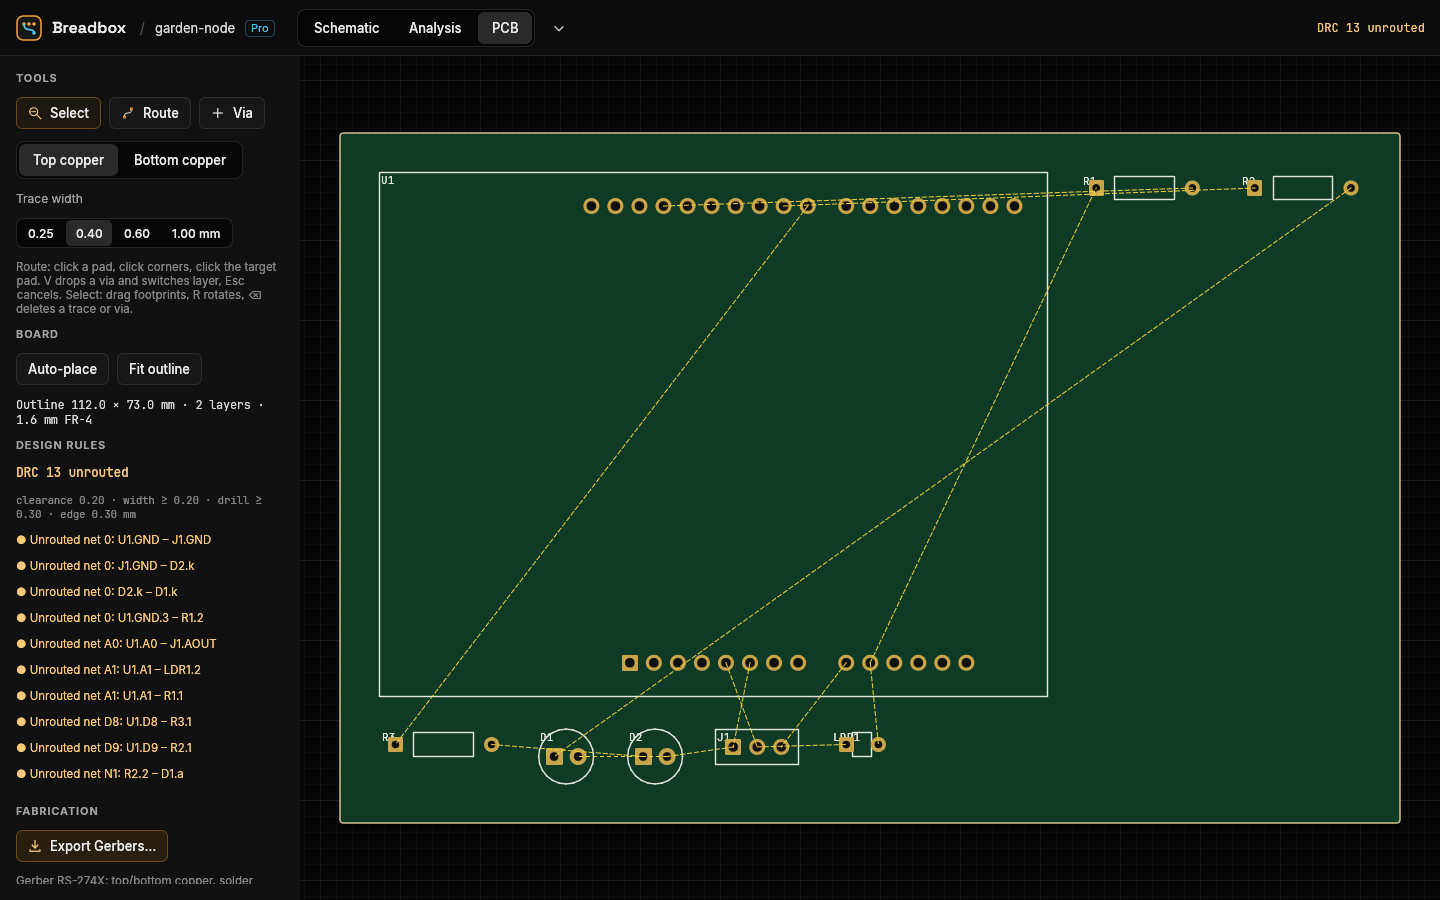 Breadbox / garden-node Pro Schematic Analysis PCB DRC 13 unrouted
TOOLS
Select Route Via
Top copper Bottom copper
Trace width
0.25 0.40 0.60 1.00 mm
Route: click a pad, click corners, click the target
pad. V drops a via and switches layer, Esc
cancels. Select: drag footprints, R rotates, ⌫
deletes a trace or via.
BOARD
Auto-place Fit outline
Outline 112.0 × 73.0 mm · 2 layers ·
1.6 mm FR-4
DESIGN RULES
DRC 13 unrouted
clearance 0.20 · width ≥ 0.20 · drill ≥
0.30 · edge 0.30 mm
Unrouted net 0: U1.GND – J1.GND
Unrouted net 0: J1.GND – D2.k
Unrouted net 0: D2.k – D1.k
Unrouted net 0: U1.GND.3 – R1.2
Unrouted net A0: U1.A0 – J1.AOUT
Unrouted net A1: U1.A1 – LDR1.2
Unrouted net A1: U1.A1 – R1.1
Unrouted net D8: U1.D8 – R3.1
Unrouted net D9: U1.D9 – R2.1
Unrouted net N1: R2.2 – D1.a
FABRICATION
Export Gerbers...
Gerber RS-274X: top/bottom copper, solder
U1
R1
R2
R3
D1
D2
J1
LDR1